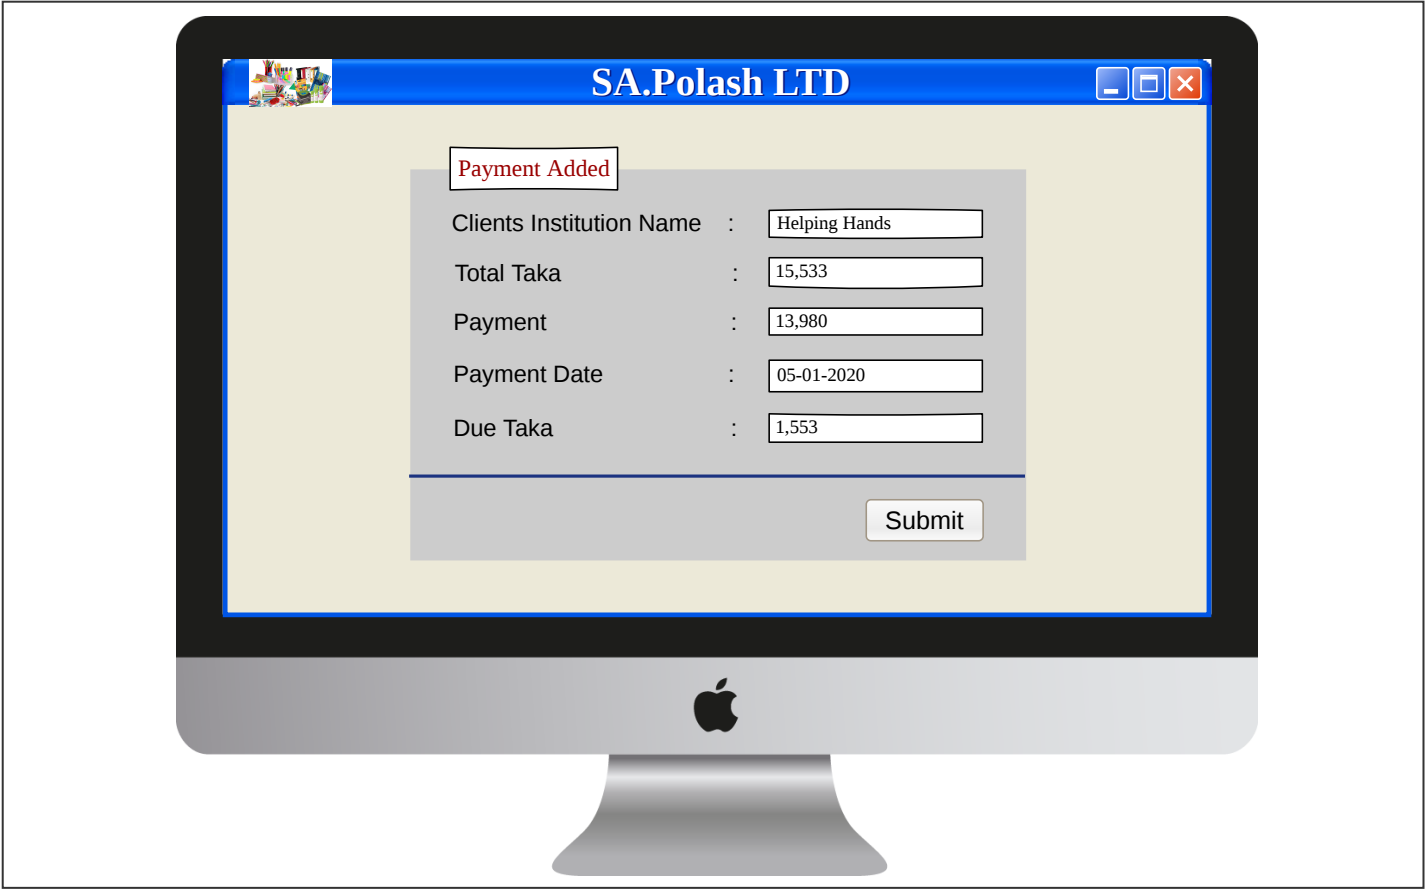 SA.Polash LTD
Payment Added
Clients Institution Name : Helping Hands
Total Taka : 15,533
Payment : 13,980
Payment Date : 05-01-2020
Due Taka : 1,553
Submit